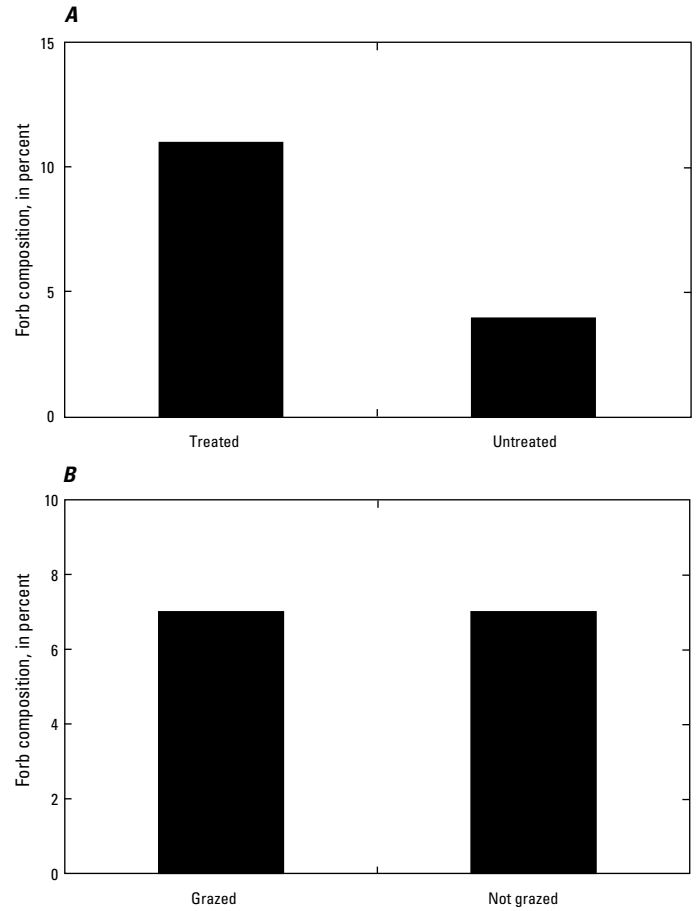 A
15
10
5
0
Forb composition, in percent
Treated Untreated
B
10
8
6
4
2
0
Forb composition, in percent
Grazed Not grazed